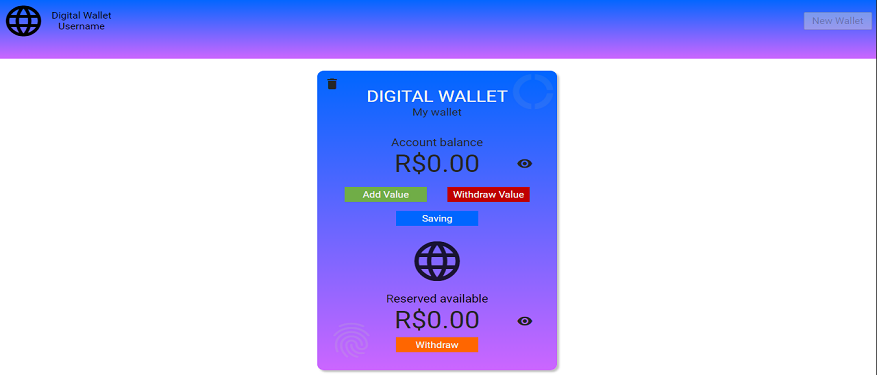 Digital Wallet
Username
New Wallet
DIGITAL WALLET
My wallet
Account balance
R$0.00
Add Value
Withdraw Value
Saving
Reserved available
R$0.00
Withdraw